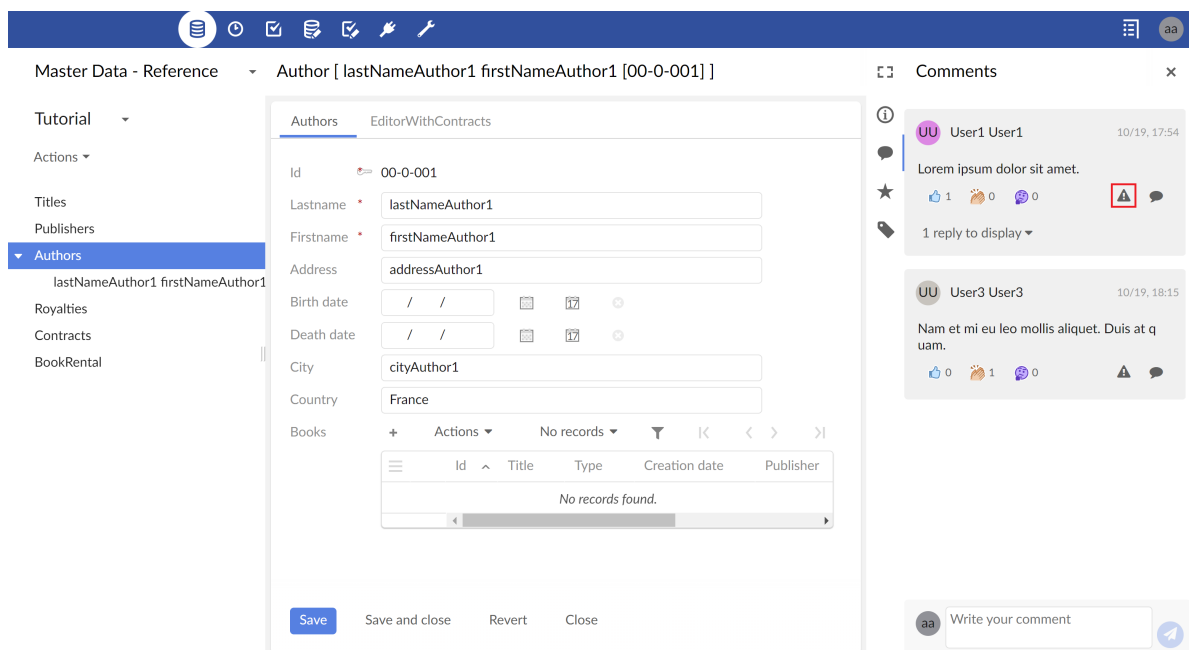 aa
Master Data - Reference
Author [ lastNameAuthor1 firstNameAuthor1 [00-0-001] ]
Comments
Tutorial
Actions
Titles
Publishers
Authors
lastNameAuthor1 firstNameAuthor1
Royalties
Contracts
BookRental
Authors EditorWithContracts
Id 00-0-001
Lastname * lastNameAuthor1
Firstname * firstNameAuthor1
Address addressAuthor1
Birth date / / 17
Death date / / 17
City cityAuthor1
Country France
Books + Actions No records
Id Title Type Creation date Publisher
No records found.
Save Save and close Revert Close
UU User1 User1 10/19, 17:54
Lorem ipsum dolor sit amet.
1 0 0
1 reply to display
UU User3 User3 10/19, 18:15
Nam et mi eu leo mollis aliquet. Duis at q
uam.
0 1 0
aa Write your comment